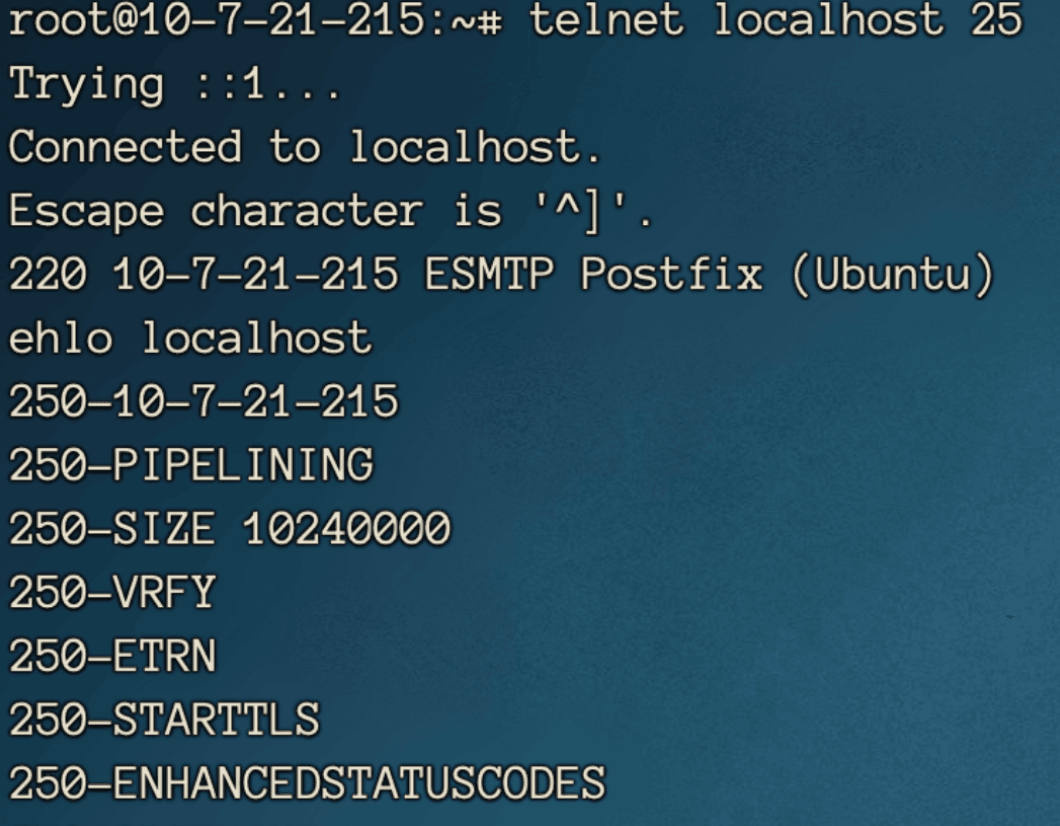 root@10-7-21-215:~# telnet localhost 25
Trying ::1...
Connected to localhost.
Escape character is '^]'.
220 10-7-21-215 ESMTP Postfix (Ubuntu)
ehlo localhost
250-10-7-21-215
250-PIPELINING
250-SIZE 10240000
250-VRFY
250-ETRN
250-STARTTLS
250-ENHANCEDSTATUSCODES